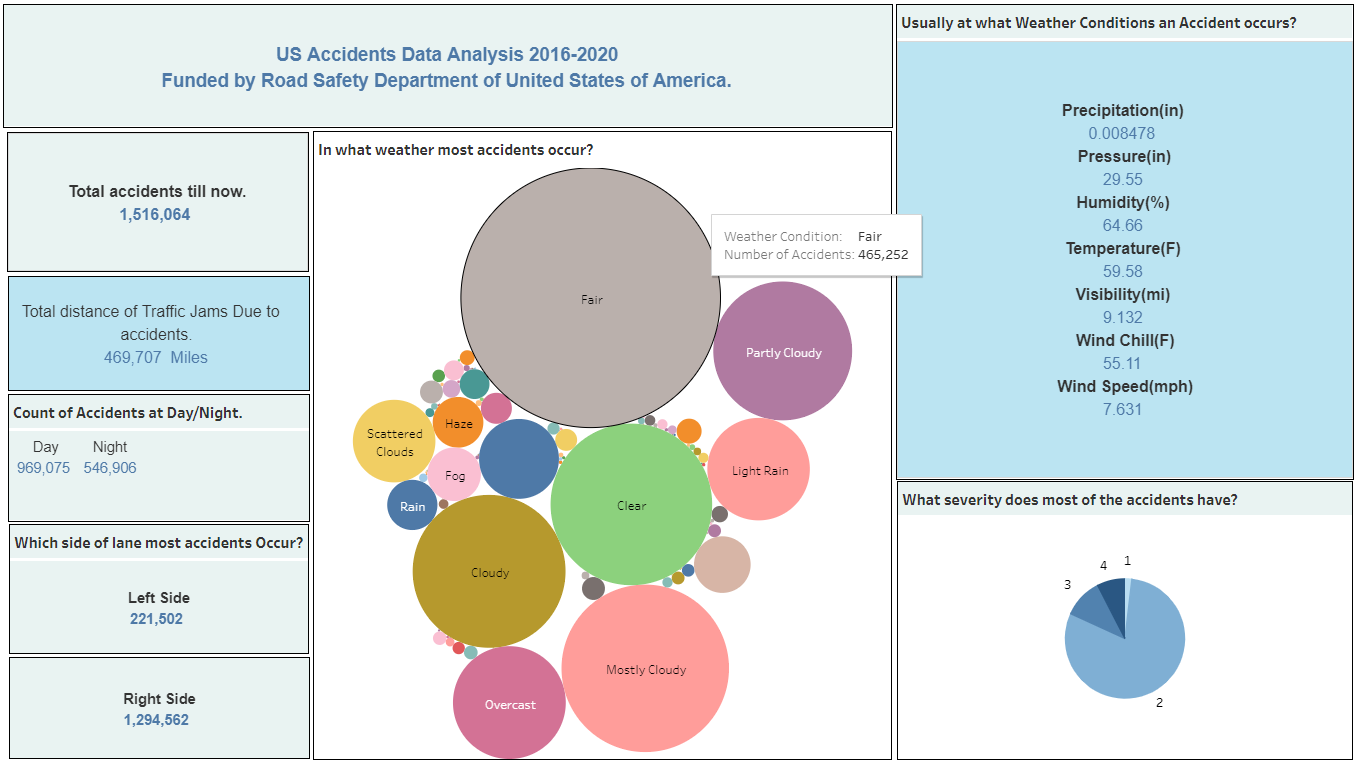 US Accidents Data Analysis 2016-2020
Funded by Road Safety Department of United States of America.
Total accidents till now.
1,516,064
Total distance of Traffic Jams Due to
accidents.
469,707 Miles
Count of Accidents at Day/Night.
Day Night
969,075 546,906
Which side of lane most accidents Occur?
Left Side
221,502
Right Side
1,294,562
In what weather most accidents occur?
Fair
Weather Condition: Fair
Number of Accidents: 465,252
Partly Cloudy
Scattered
Clouds
Haze
Fog
Rain
Clear
Light Rain
Cloudy
Mostly Cloudy
Overcast
Usually at what Weather Conditions an Accident occurs?
Precipitation(in)
0.008478
Pressure(in)
29.55
Humidity(%)
64.66
Temperature(F)
59.58
Visibility(mi)
9.132
Wind Chill(F)
55.11
Wind Speed(mph)
7.631
What severity does most of the accidents have?
1
4
3
2